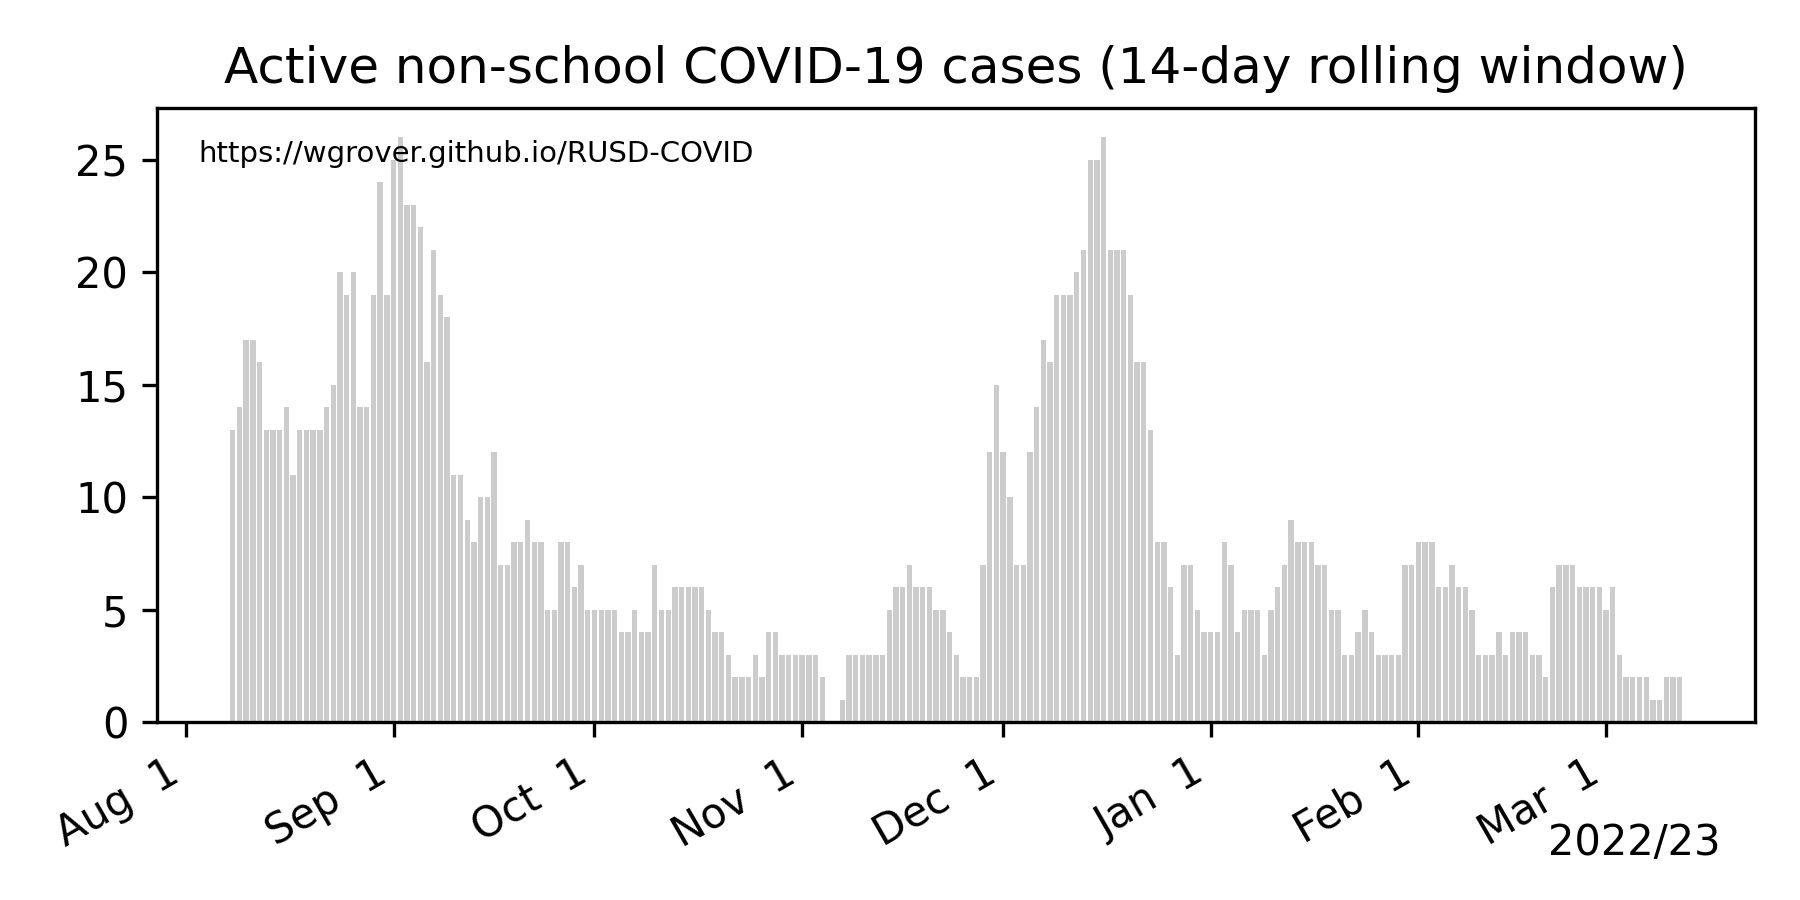 Active non-school COVID-19 cases (14-day rolling window)
https://wgrover.github.io/RUSD-COVID
25
20
15
10
5
0
Aug 1
Sep 1
Oct 1
Nov 1
Dec 1
Jan 1
Feb 1
Mar 1
2022/23